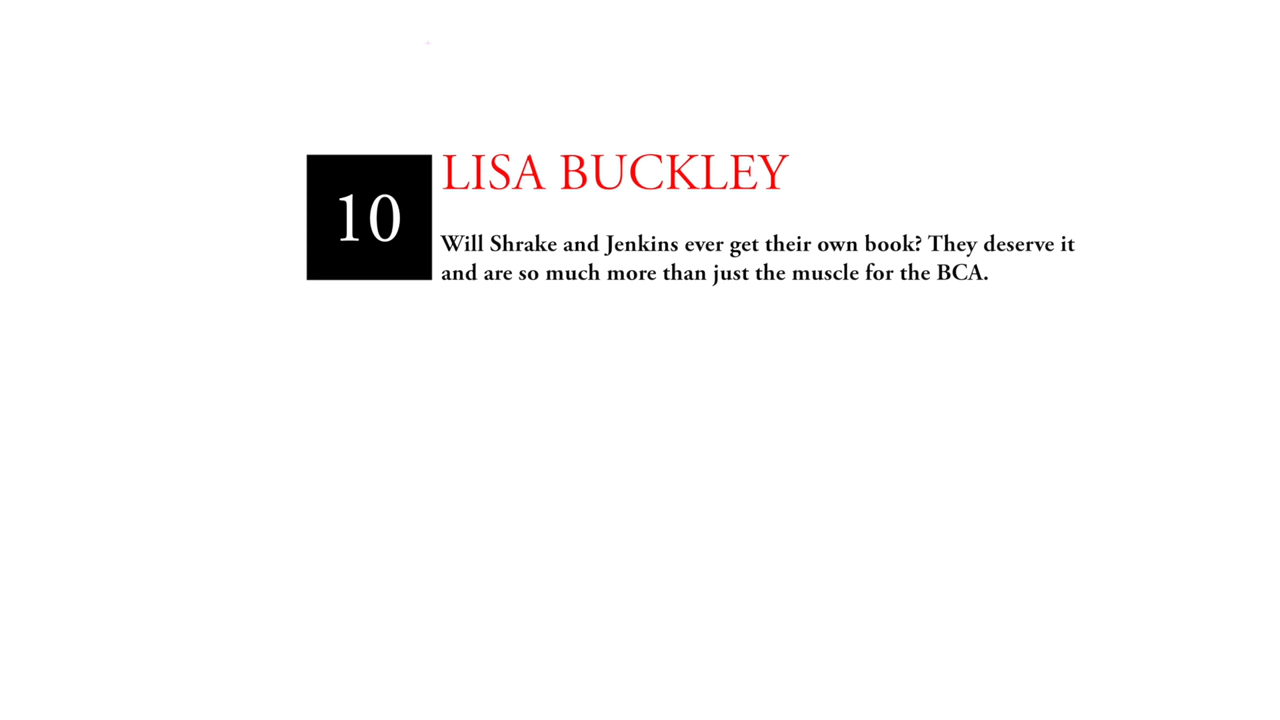 10
LISA BUCKLEY
Will Shrake and Jenkins ever get their own book? They deserve it
and are so much more than just the muscle for the BCA.